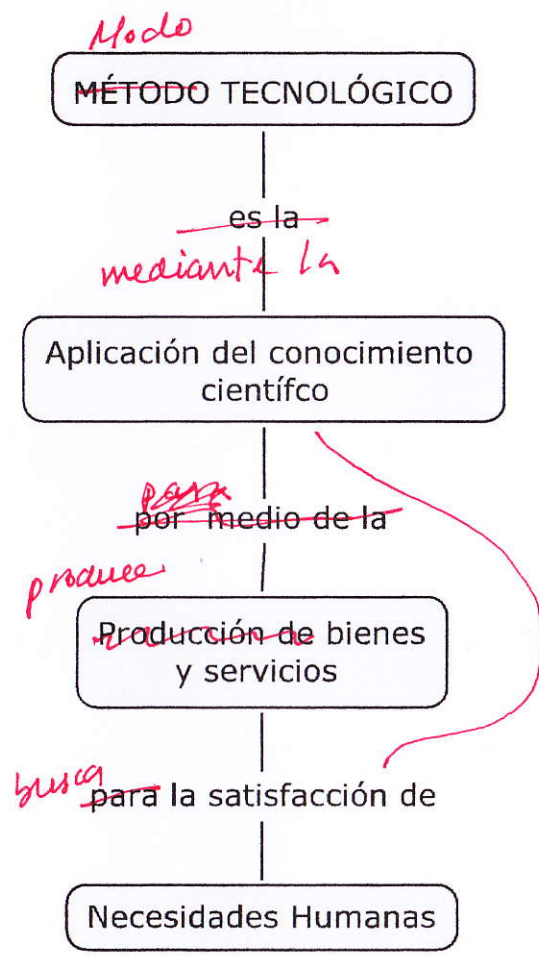 Modo
MÉTODO TECNOLÓGICO
es la
mediante la
Aplicación del conocimiento
científco
para
por medio de la
produce
Producción de bienes
y servicios
busca
para la satisfacción de
Necesidades Humanas